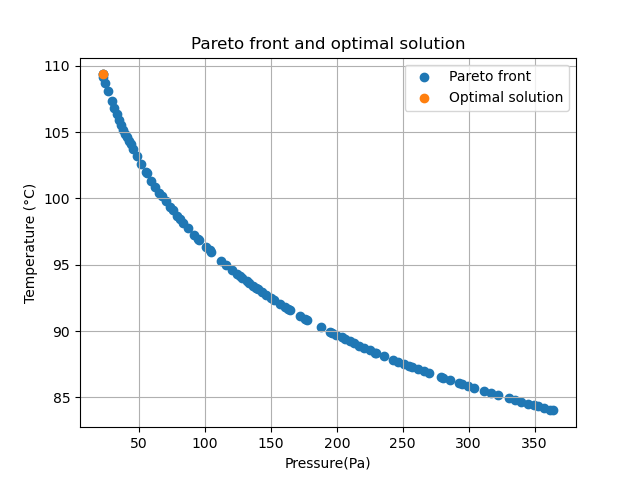 Pareto front and optimal solution
Pareto front
Optimal solution
110
105
100
95
90
85
Temperature (°C)
50 100 150 200 250 300 350
Pressure(Pa)